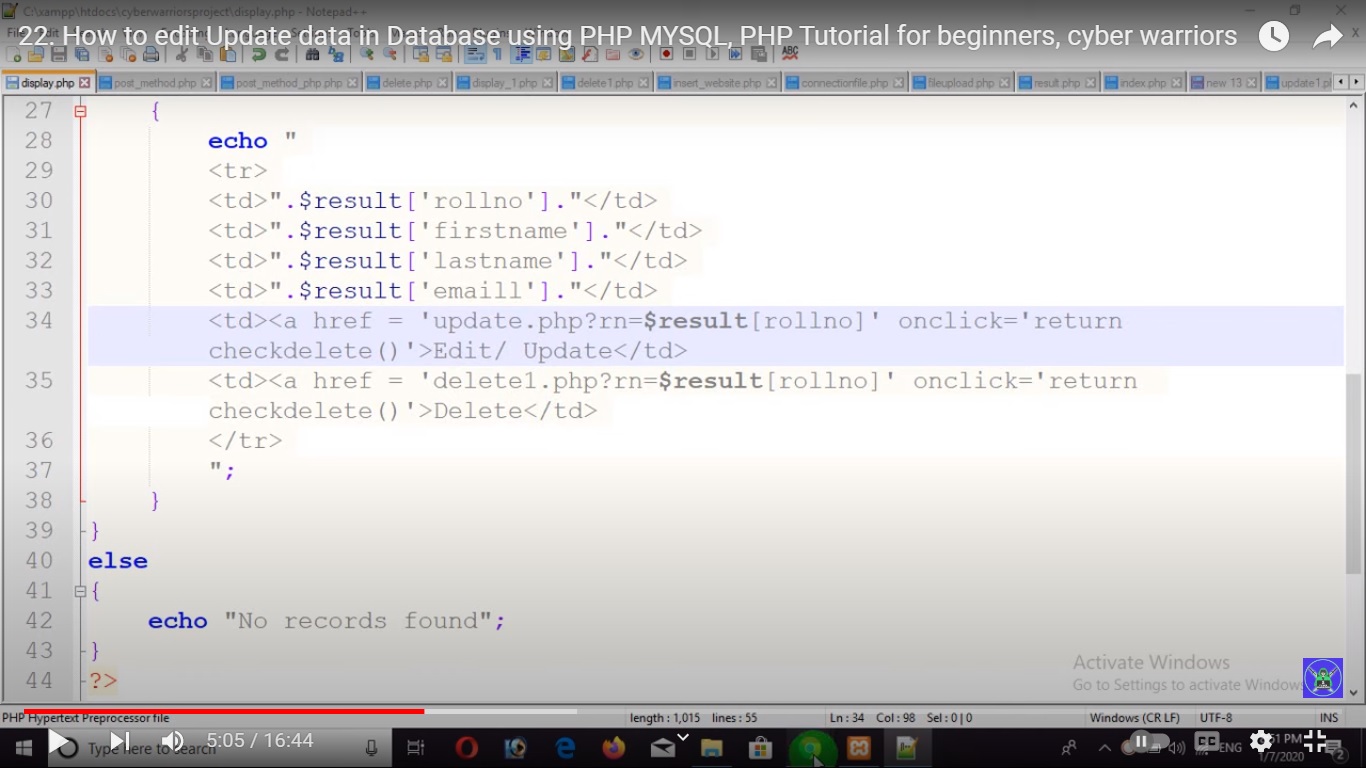 C:\xampp\htdocs\cyberwarriorsproject\display.php - Notepad++
22. How to edit Update data in Database using PHP MYSQL, PHP Tutorial for beginners, cyber warriors
display.php post_method.php post_method_php.php delete.php display_1.php delete1.php insert_website.php connectionfile.php fileupload.php result.php index.php new 13 update1.pl
27 {
28 echo "
29 <tr>
30 <td>".$result['rollno']."</td>
31 <td>".$result['firstname']."</td>
32 <td>".$result['lastname']."</td>
33 <td>".$result['emaill']."</td>
34 <td><a href = 'update.php?rn=$result[rollno]' onclick='return
checkdelete()'>Edit/ Update</td>
35 <td><a href = 'delete1.php?rn=$result[rollno]' onclick='return
checkdelete()'>Delete</td>
36 </tr>
37 ";
38 }
39 }
40 else
41 {
42 echo "No records found";
43 }
44 ?>
Activate Windows
Go to Settings to activate Windows
PHP Hypertext Preprocessor file length : 1,015 lines : 55 Ln : 34 Col : 98 Sel : 0 | 0 Windows (CR LF) UTF-8 INS
Type here to search
5:05 / 16:44
CC ENG
51 PM
1/7/2020
2